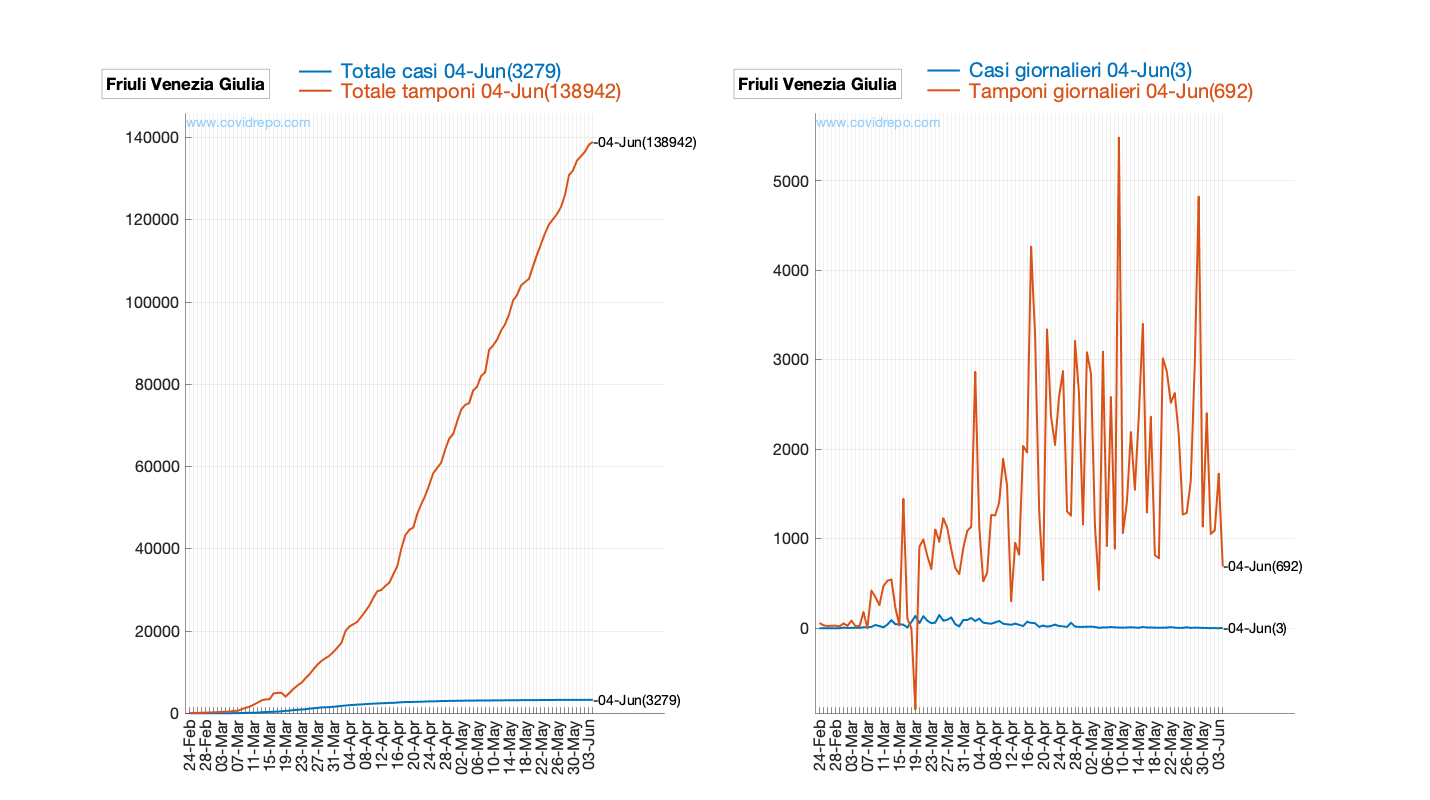 Friuli Venezia Giulia
Totale casi 04-Jun(3279)
Totale tamponi 04-Jun(138942)
www.covidrepo.com
140000
120000
100000
80000
60000
40000
20000
0
-04-Jun(138942)
-04-Jun(3279)
24-Feb
28-Feb
03-Mar
07-Mar
11-Mar
15-Mar
19-Mar
23-Mar
27-Mar
31-Mar
04-Apr
08-Apr
12-Apr
16-Apr
20-Apr
24-Apr
28-Apr
02-May
06-May
10-May
14-May
18-May
22-May
26-May
30-May
03-Jun
Friuli Venezia Giulia
Casi giornalieri 04-Jun(3)
Tamponi giornalieri 04-Jun(692)
www.covidrepo.com
5000
4000
3000
2000
1000
0
-04-Jun(692)
-04-Jun(3)
24-Feb
28-Feb
03-Mar
07-Mar
11-Mar
15-Mar
19-Mar
23-Mar
27-Mar
31-Mar
04-Apr
08-Apr
12-Apr
16-Apr
20-Apr
24-Apr
28-Apr
02-May
06-May
10-May
14-May
18-May
22-May
26-May
30-May
03-Jun